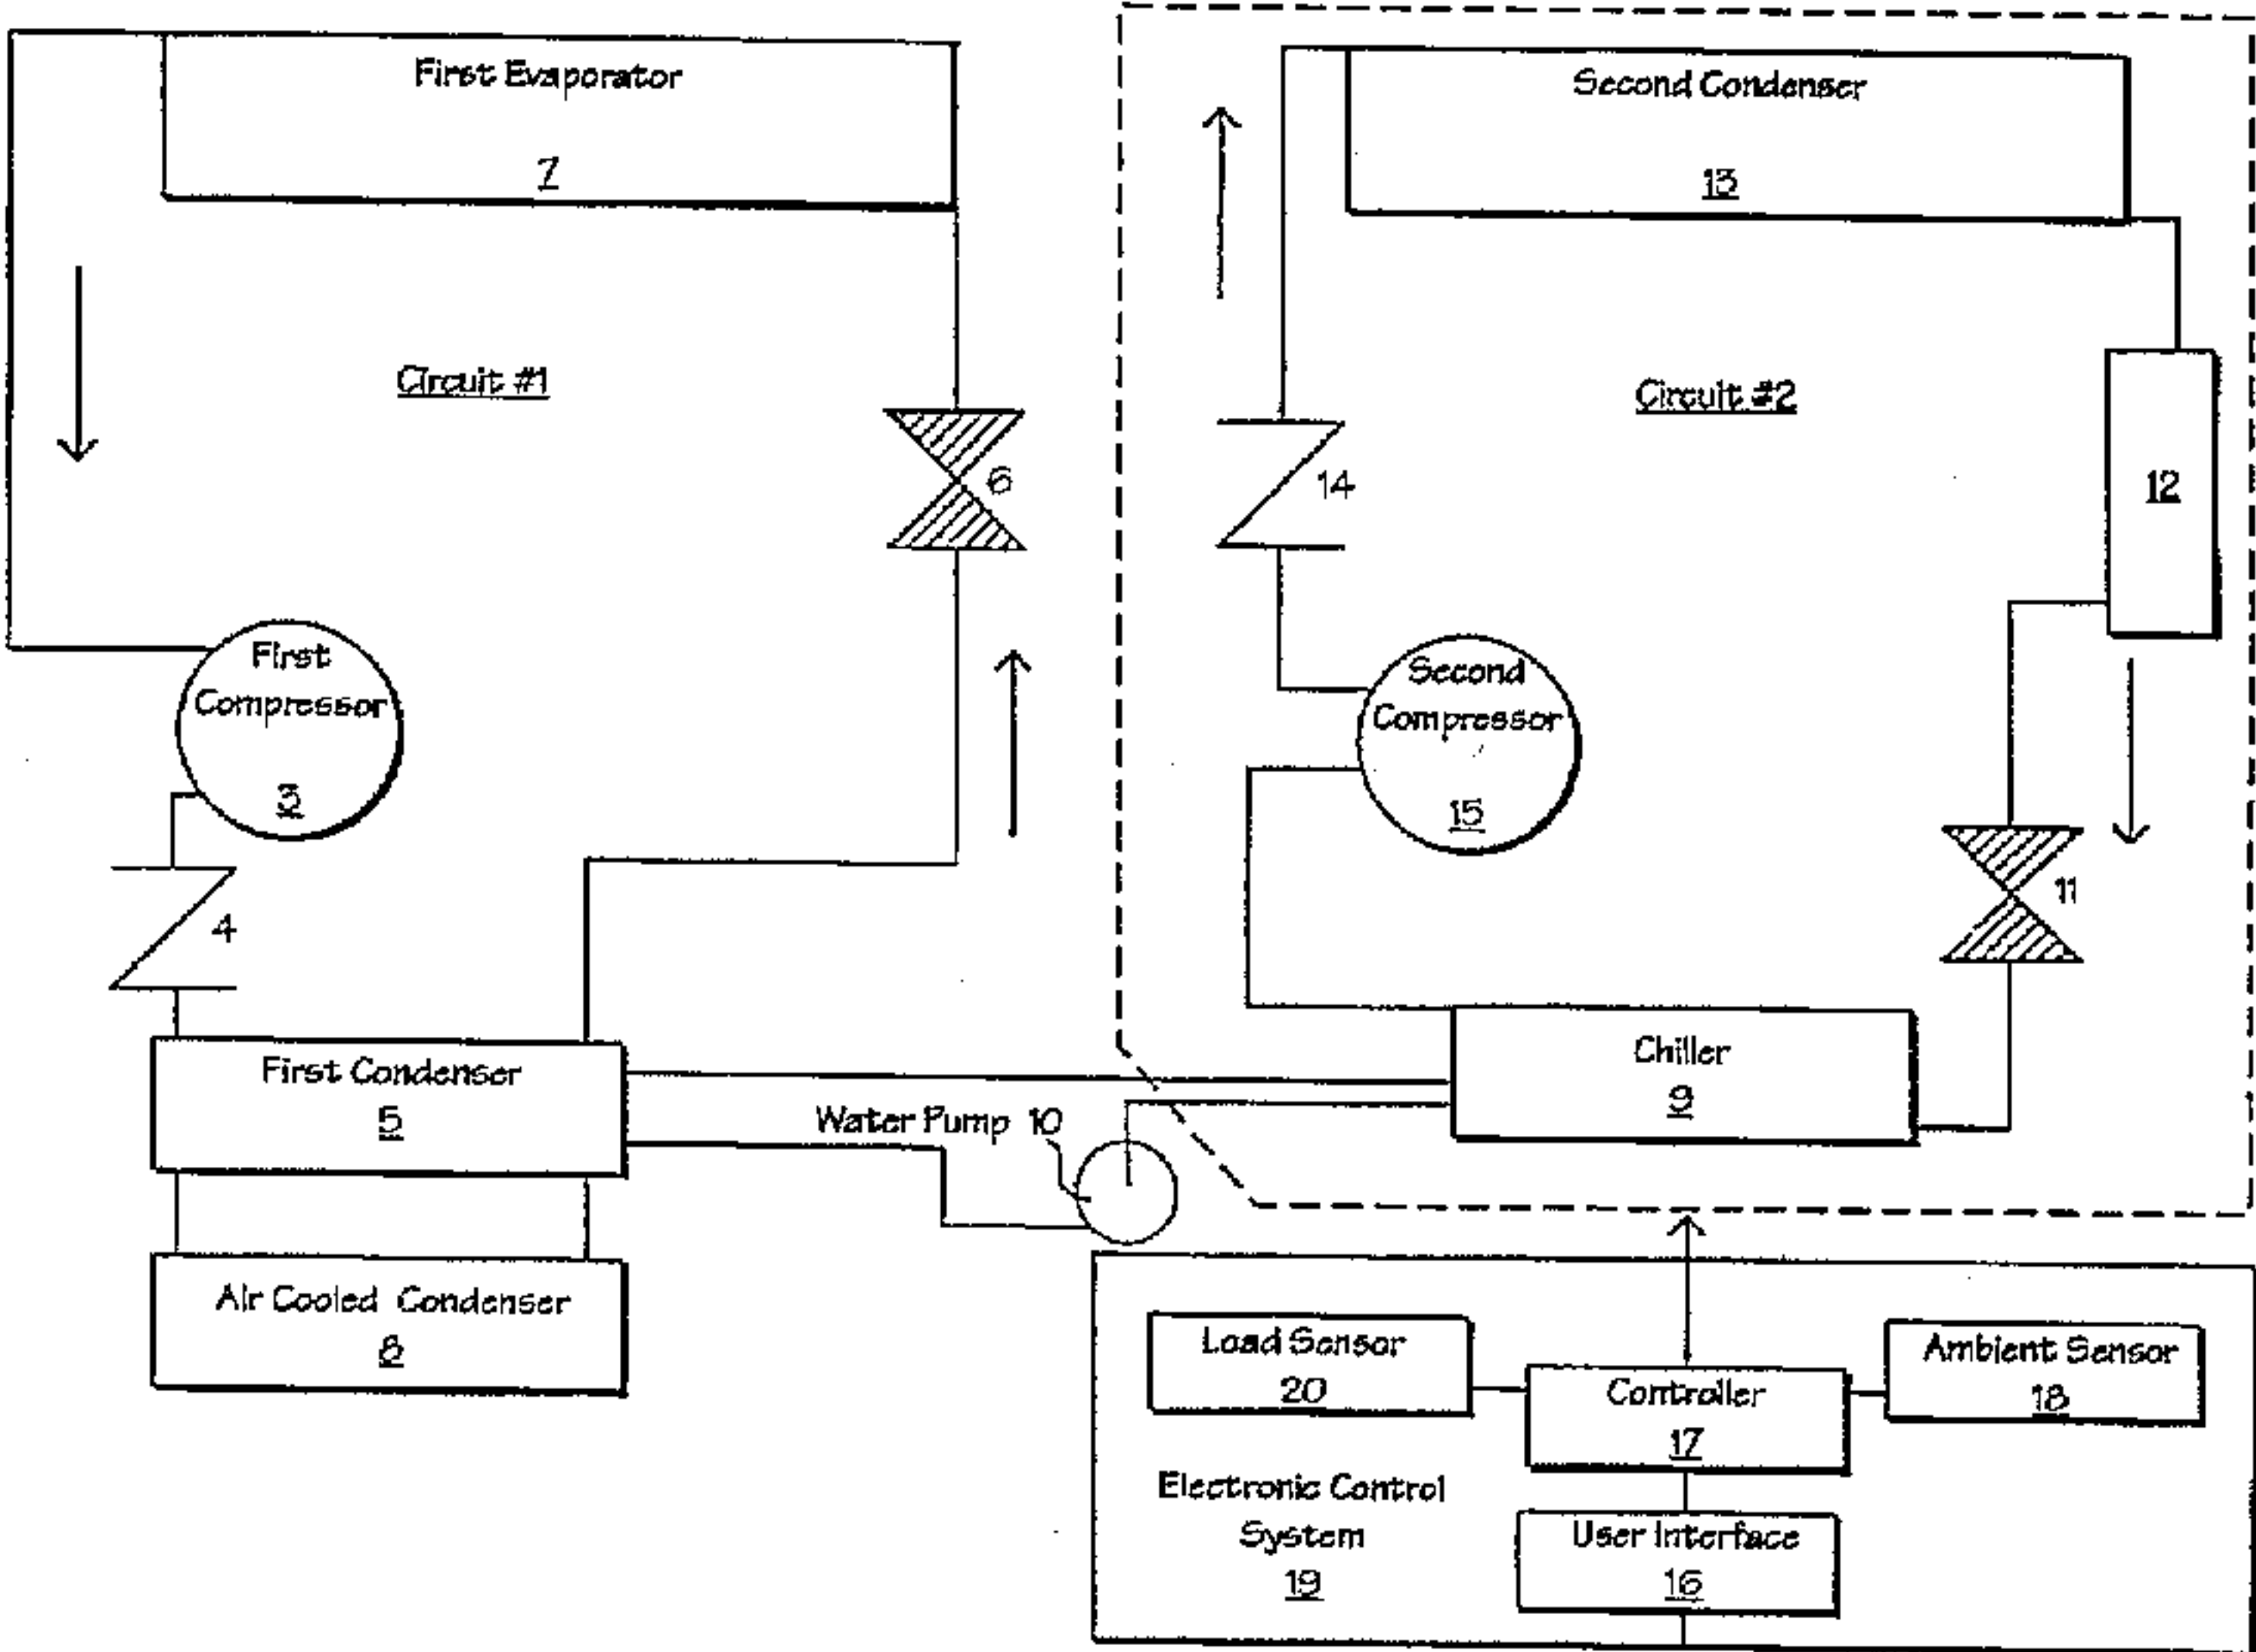 First Evaporator
7
Second Condenser
13
Circuit #1
Circuit #2
6
14
12
First
Compressor
3
Second
Compressor
15
4
11
First Condenser
5
Chiller
9
Water Pump 10
Air Cooled Condenser
8
Load Sensor
20
Ambient Sensor
18
Controller
17
Electronic Control
System
19
User Interface
16